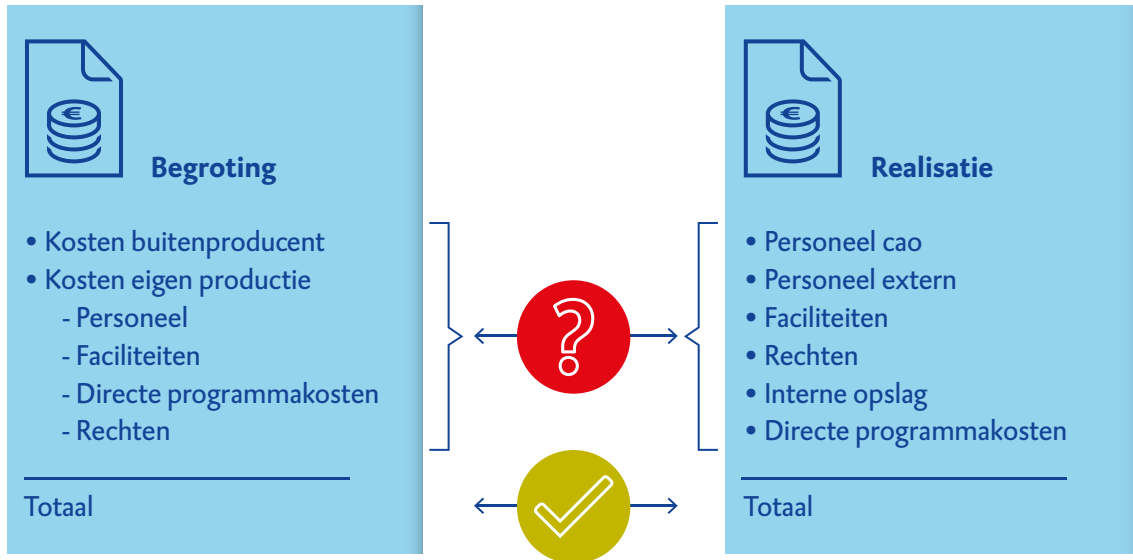 Begroting
• Kosten buitenproducent
• Kosten eigen productie
- Personeel
- Faciliteiten
- Directe programmakosten
- Rechten
Totaal
?
Realisatie
• Personeel cao
• Personeel extern
• Faciliteiten
• Rechten
• Interne opslag
• Directe programmakosten
Totaal